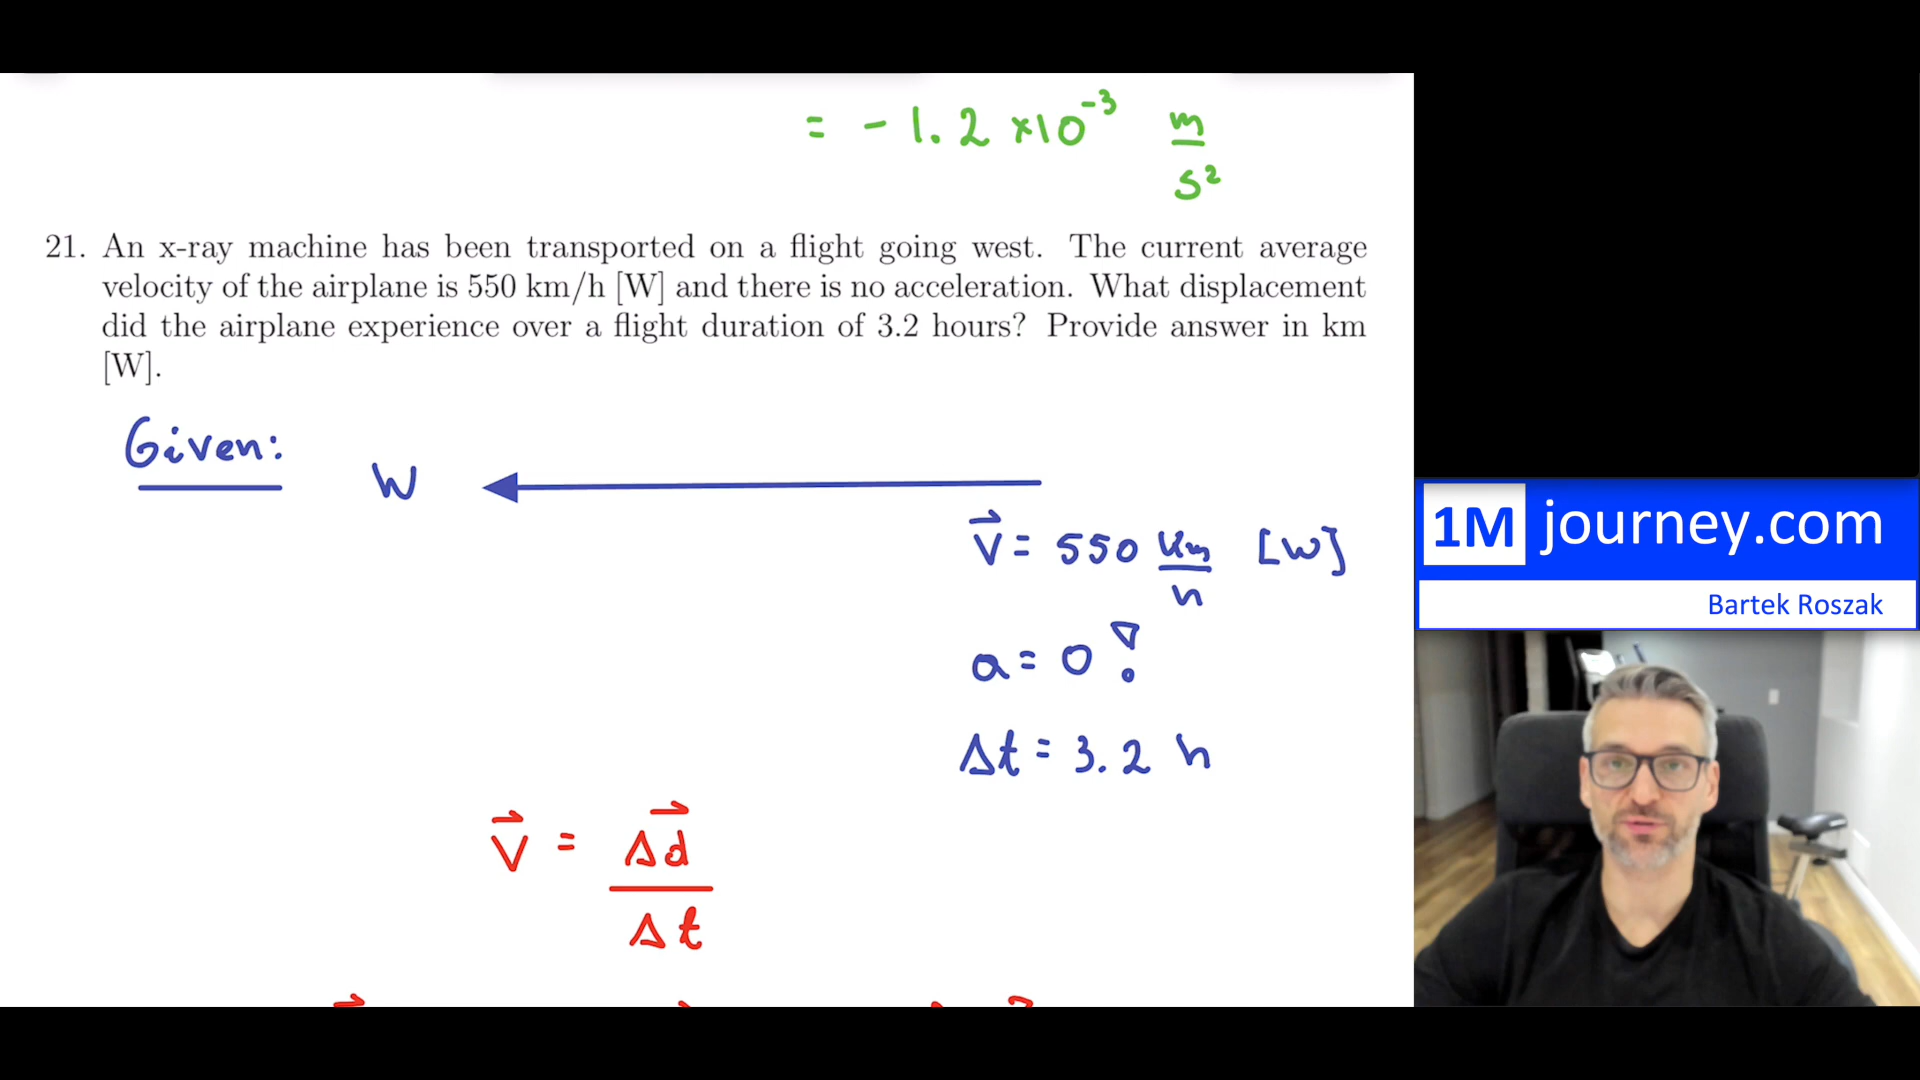 = - 1.2 ×10⁻³ m/s²
21. An x-ray machine has been transported on a flight going west. The current average
velocity of the airplane is 550 km/h [W] and there is no acceleration. What displacement
did the airplane experience over a flight duration of 3.2 hours? Provide answer in km
[W].
Given:
W
v⃗ = 550 km/h [W]
a = 0 !
Δt = 3.2 h
v⃗ = Δd⃗/Δt
1M journey.com
Bartek Roszak